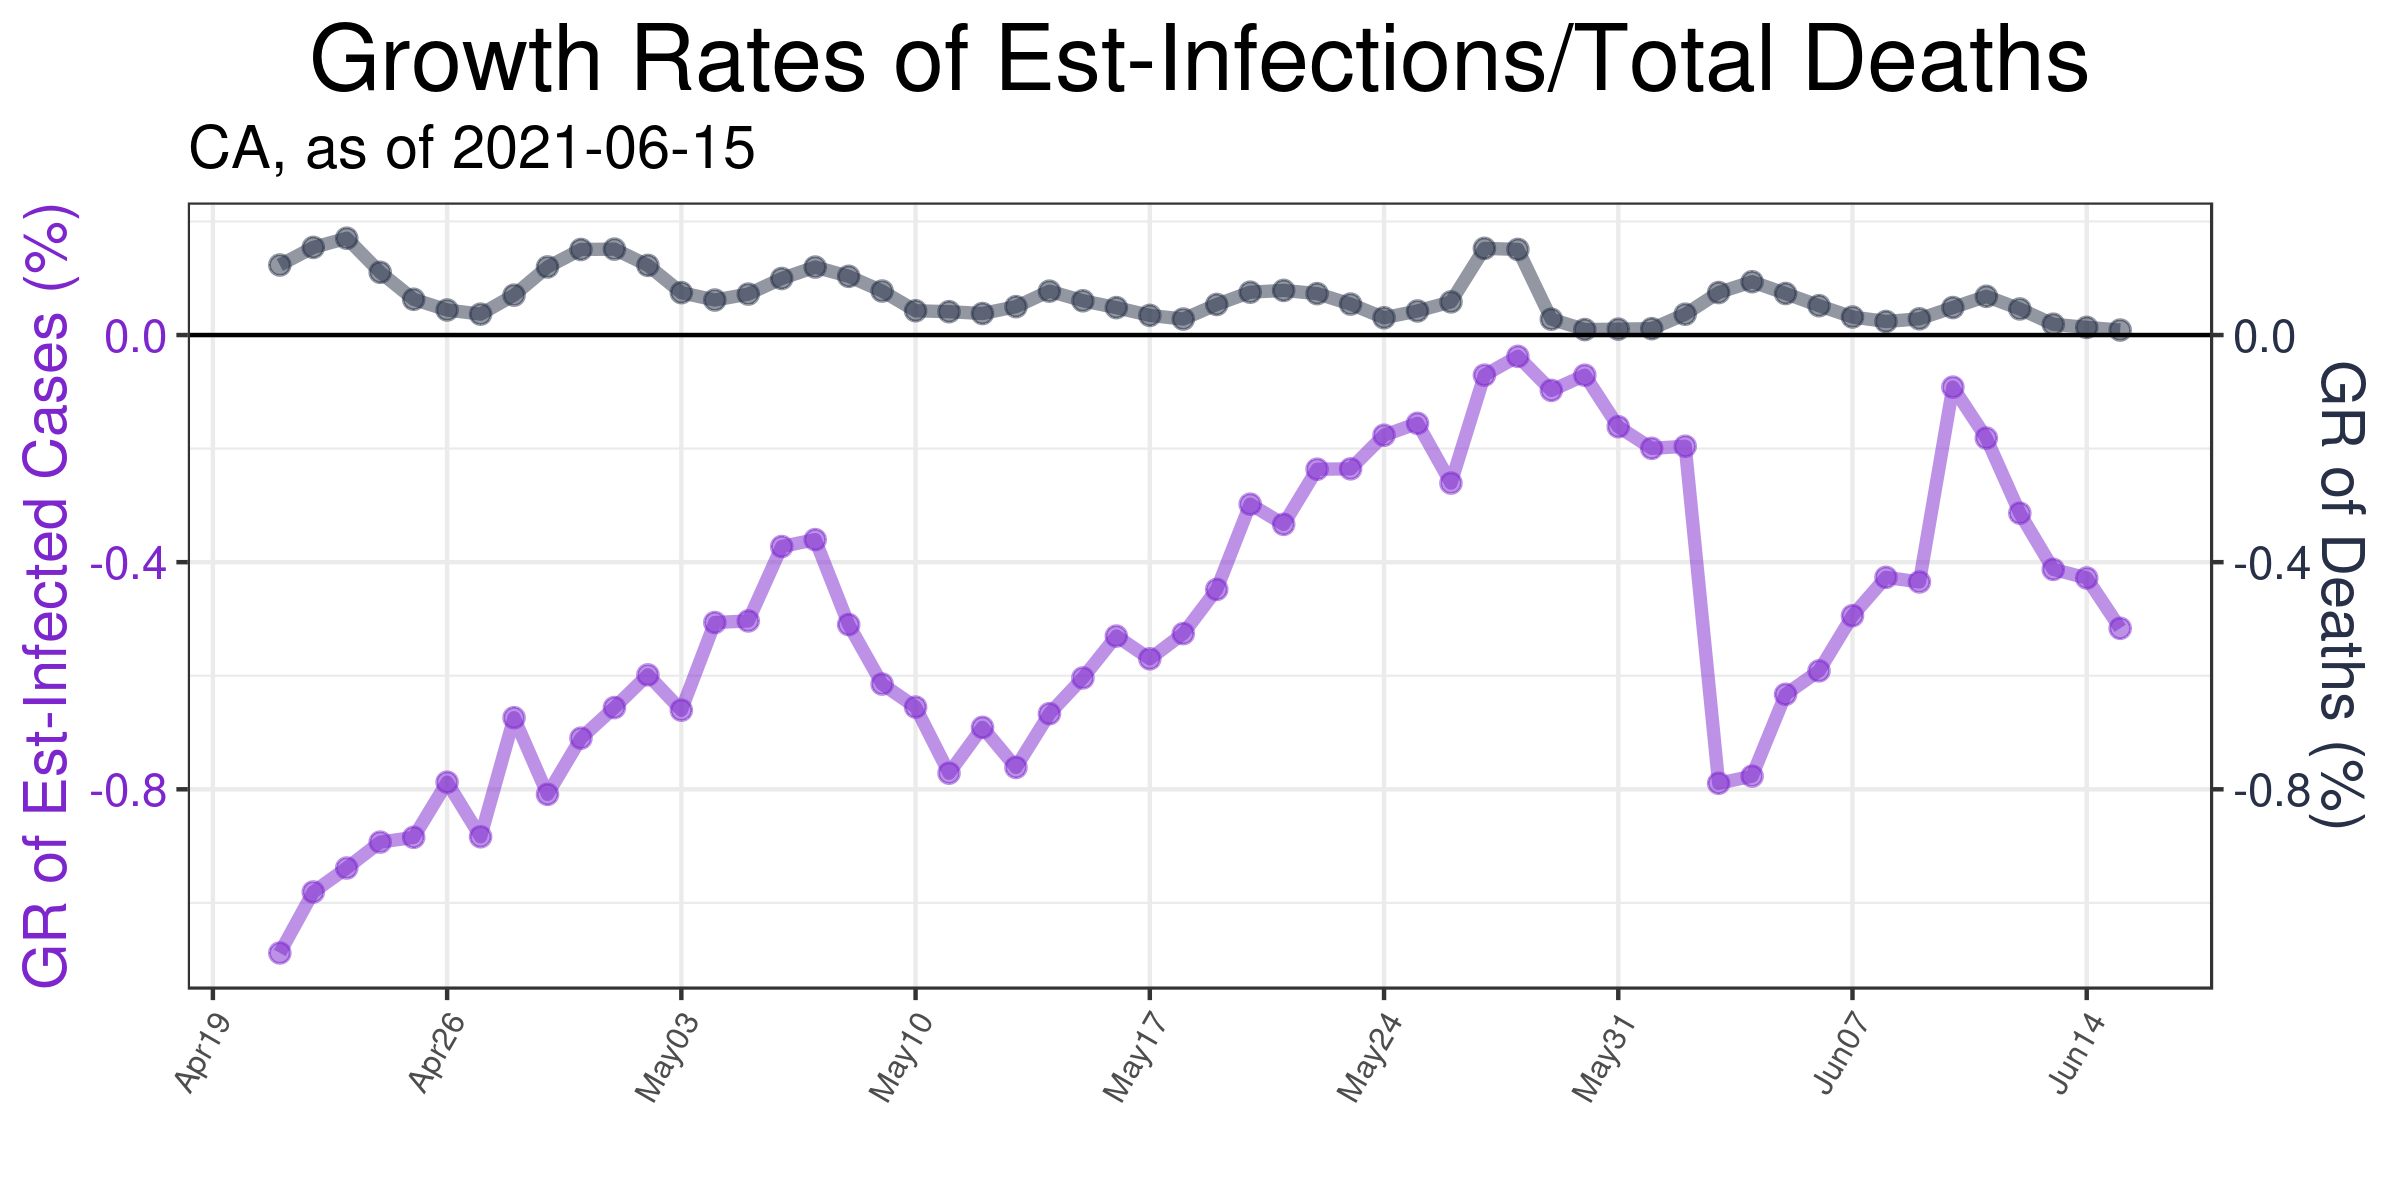 Growth Rates of Est-Infections/Total Deaths
CA, as of 2021-06-15
GR of Est-Infected Cases (%)
0.0
-0.4
-0.8
0.0
-0.4
-0.8
GR of Deaths (%)
Apr19
Apr26
May03
May10
May17
May24
May31
Jun07
Jun14